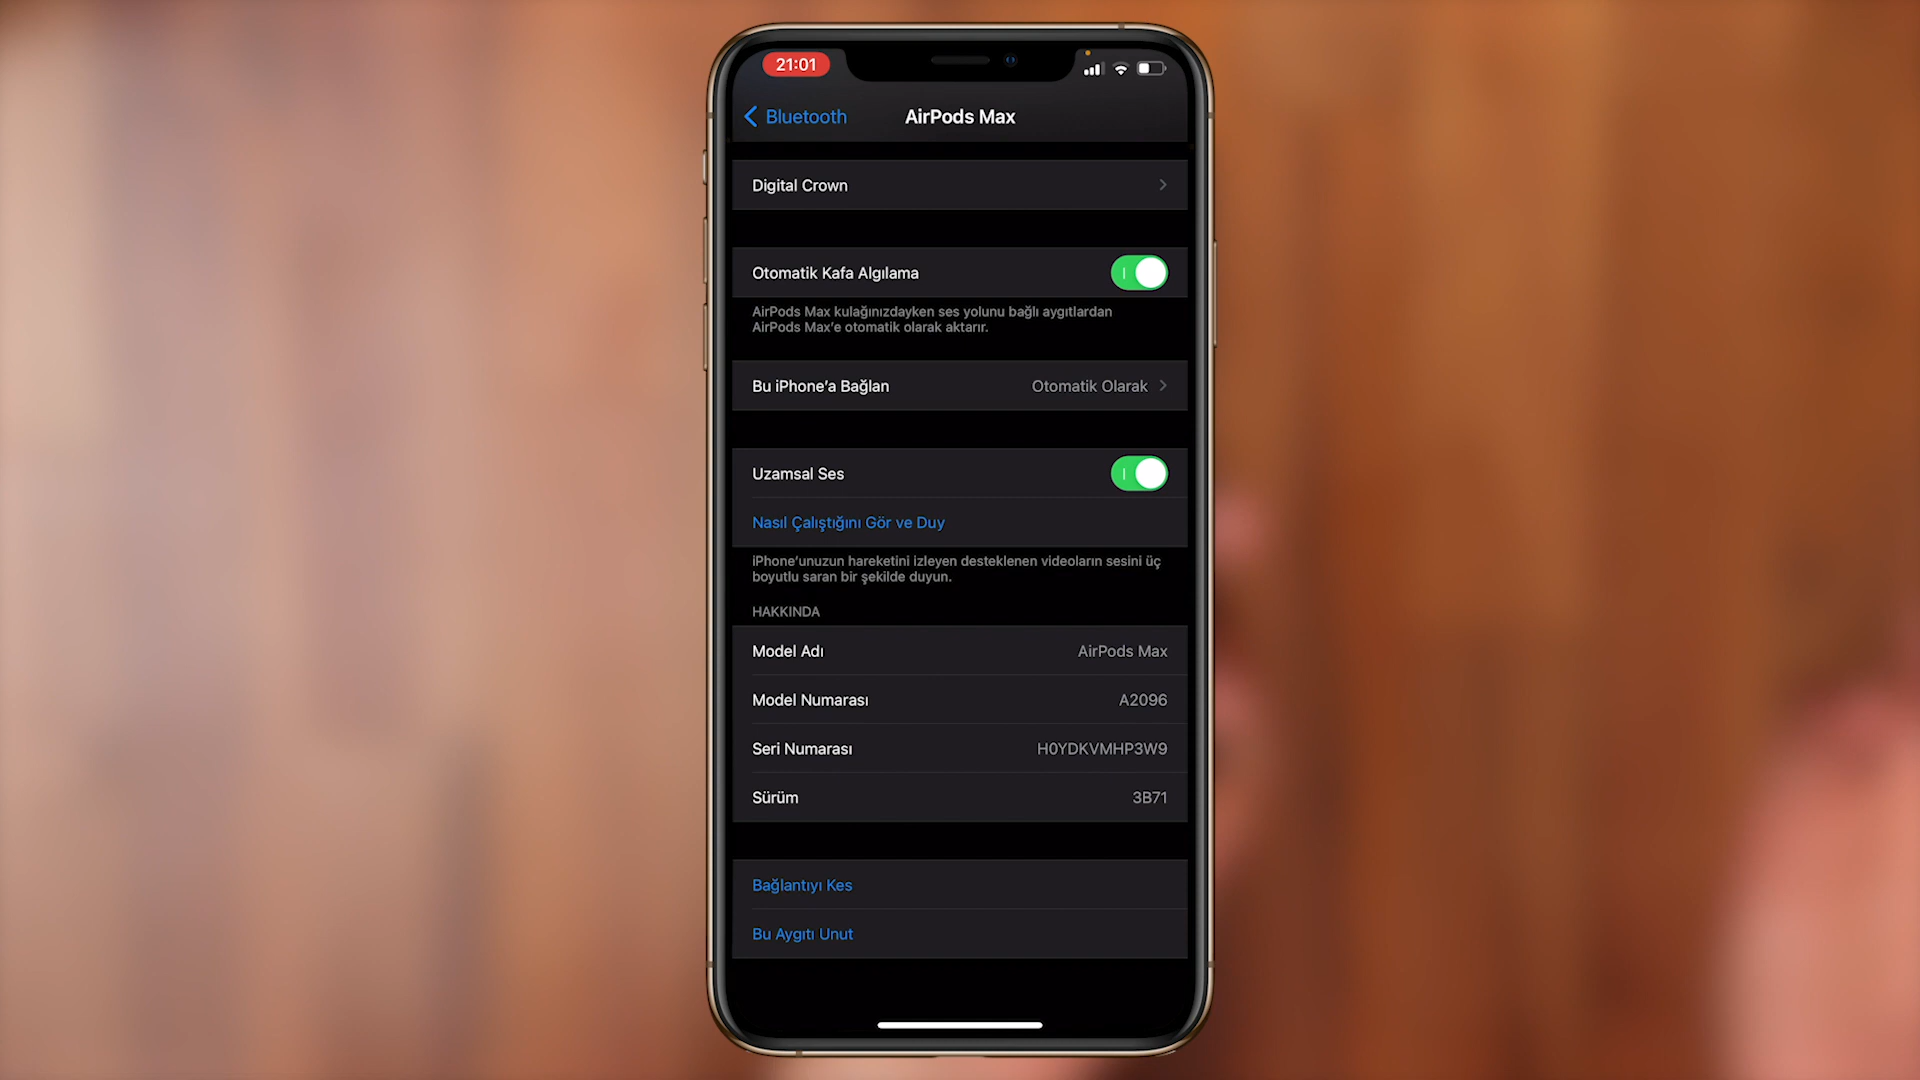 21:01
Bluetooth
AirPods Max
Digital Crown
Otomatik Kafa Algılama
AirPods Max kulağınızdayken ses yolunu bağlı aygıtlardan
AirPods Max'e otomatik olarak aktarır.
Bu iPhone'a Bağlan Otomatik Olarak
Uzamsal Ses
Nasıl Çalıştığını Gör ve Duy
iPhone'unuzun hareketini izleyen desteklenen videoların sesini üç
boyutlu saran bir şekilde duyun.
HAKKINDA
Model Adı AirPods Max
Model Numarası A2096
Seri Numarası H0YDKVMHP3W9
Sürüm 3B71
Bağlantıyı Kes
Bu Aygıtı Unut